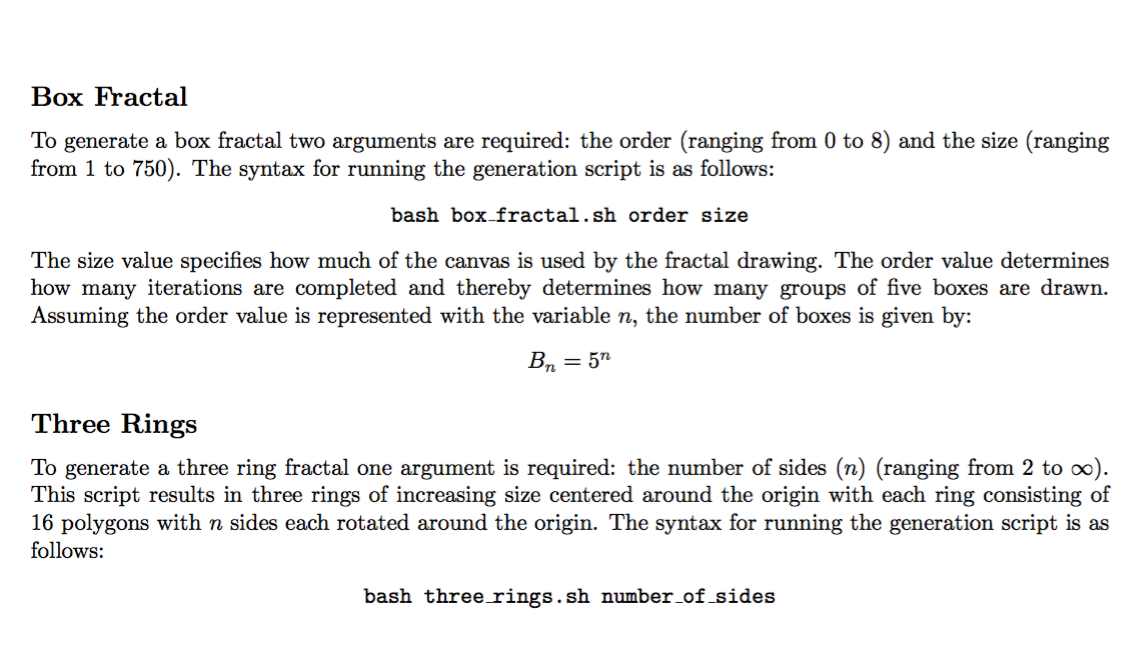 Box Fractal
To generate a box fractal two arguments are required: the order (ranging from 0 to 8) and the size (ranging
from 1 to 750). The syntax for running the generation script is as follows:
bash box_fractal.sh order size
The size value specifies how much of the canvas is used by the fractal drawing. The order value determines
how many iterations are completed and thereby determines how many groups of five boxes are drawn.
Assuming the order value is represented with the variable n, the number of boxes is given by:
Bₙ = 5ⁿ
Three Rings
To generate a three ring fractal one argument is required: the number of sides (n) (ranging from 2 to ∞).
This script results in three rings of increasing size centered around the origin with each ring consisting of
16 polygons with n sides each rotated around the origin. The syntax for running the generation script is as
follows:
bash three_rings.sh number_of_sides